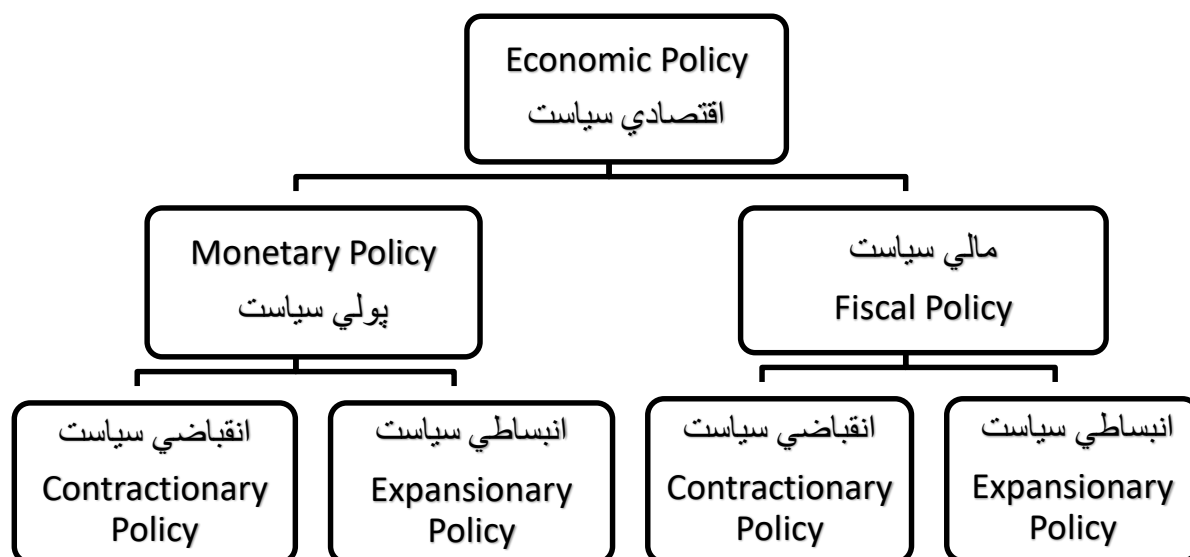 Economic Policy
اقتصادي سياست
Monetary Policy
پولي سياست
مالي سياست
Fiscal Policy
انقباضي سياست
Contractionary
Policy
انبساطي سياست
Expansionary
Policy
انقباضي سياست
Contractionary
Policy
انبساطي سياست
Expansionary
Policy